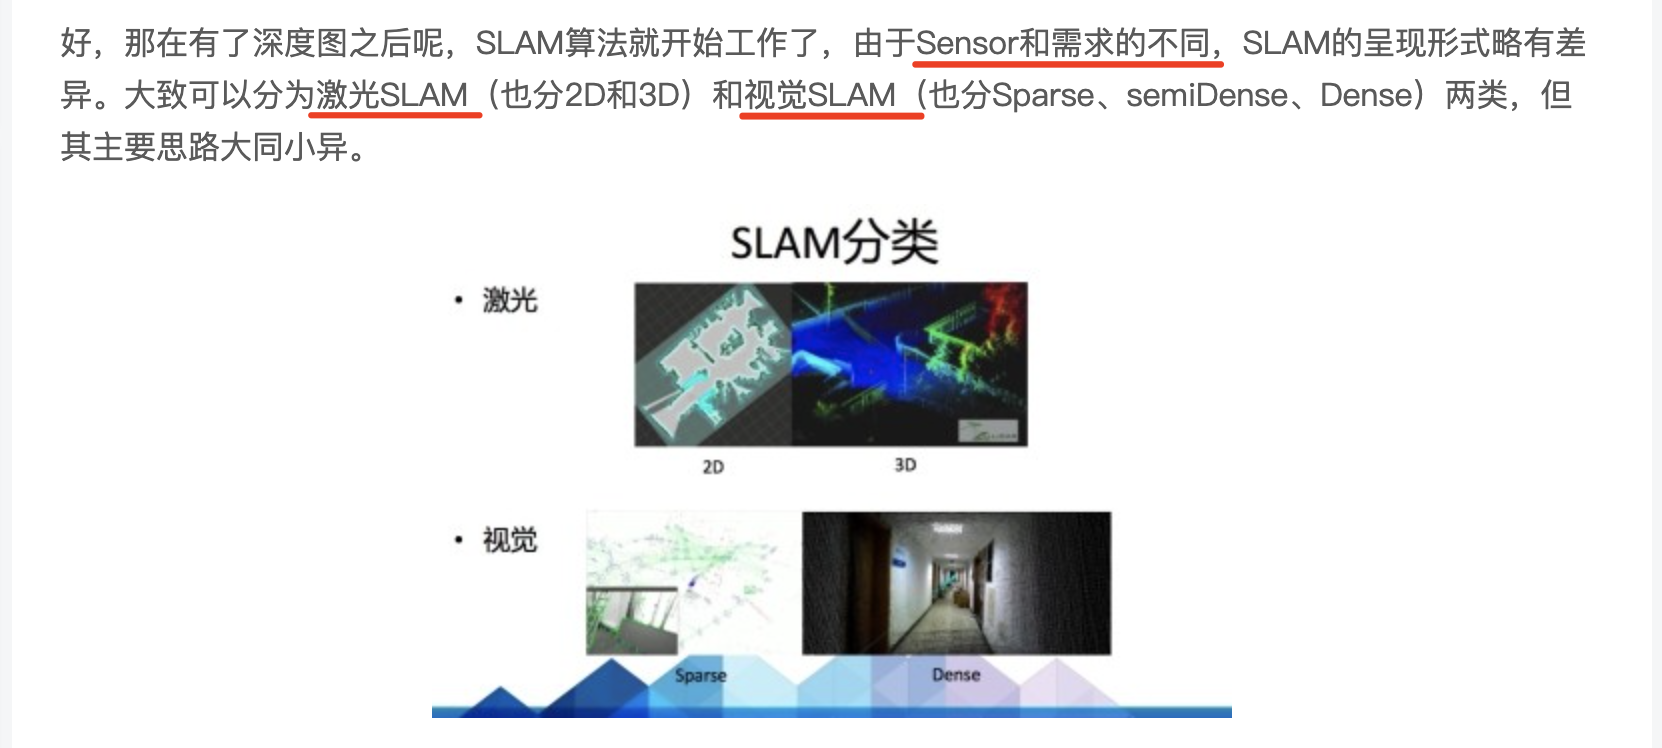 好，那在有了深度图之后呢，SLAM算法就开始工作了，由于Sensor和需求的不同，SLAM的呈现形式略有差
异。大致可以分为激光SLAM（也分2D和3D）和视觉SLAM（也分Sparse、semiDense、Dense）两类，但
其主要思路大同小异。
SLAM分类
• 激光
2D
3D
• 视觉
Sparse
Dense